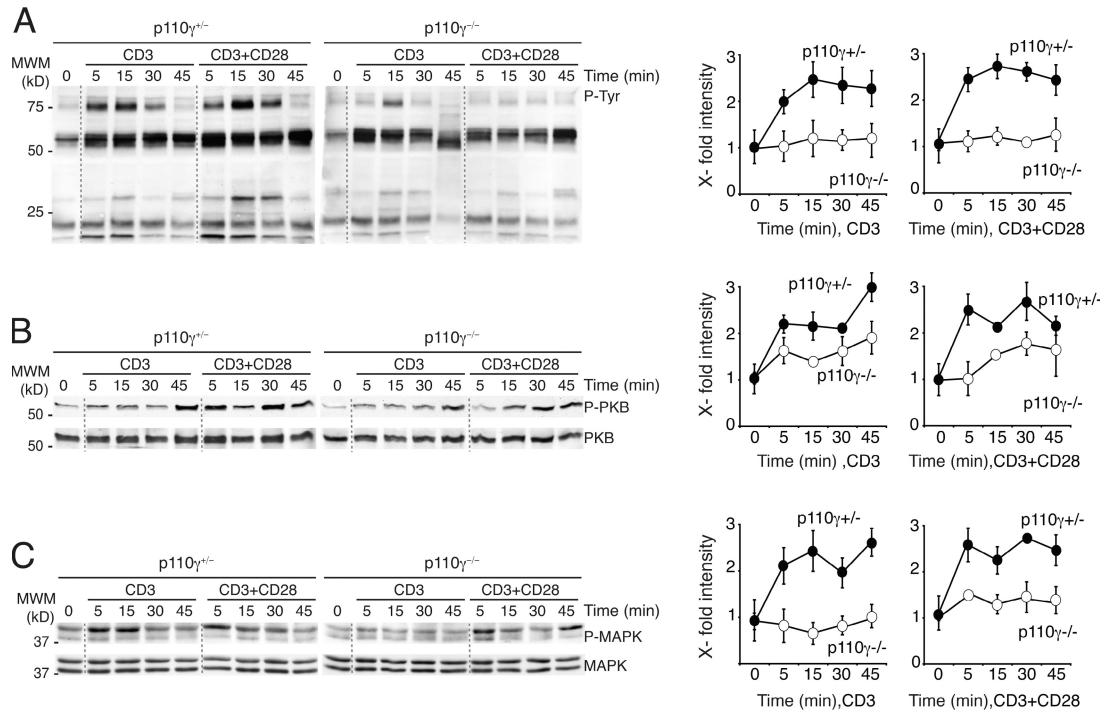 A
p110γ+/− p110γ−/−
MWM (kD) CD3 CD3+CD28 CD3 CD3+CD28
0 5 15 30 45 5 15 30 45 0 5 15 30 45 5 15 30 45 Time (min)
P-Tyr
75
50
25
3 p110γ+/-
2
1
0
X- fold intensity
p110γ-/-
0 5 15 30 45
Time (min), CD3
3 p110γ+/-
2
1
0
p110γ-/-
0 5 15 30 45
Time (min), CD3+CD28
B
p110γ+/− p110γ−/−
MWM (kD) CD3 CD3+CD28 CD3 CD3+CD28
0 5 15 30 45 5 15 30 45 0 5 15 30 45 5 15 30 45 Time (min)
50 P-PKB
50 PKB
3 p110γ+/-
2
1
0
X- fold intensity
p110γ-/-
0 5 15 30 45
Time (min) ,CD3
3 p110γ+/-
2
1
0
p110γ-/-
0 5 15 30 45
Time (min),CD3+CD28
C
p110γ+/− p110γ−/−
MWM (kD) CD3 CD3+CD28 CD3 CD3+CD28
0 5 15 30 45 5 15 30 45 0 5 15 30 45 5 15 30 45 Time (min)
37 P-MAPK
37 MAPK
3 p110γ+/-
2
1
0
X- fold intensity
p110γ-/-
0 5 15 30 45
Time (min),CD3
3 p110γ+/-
2
1
0
p110γ-/-
0 5 15 30 45
Time (min),CD3+CD28